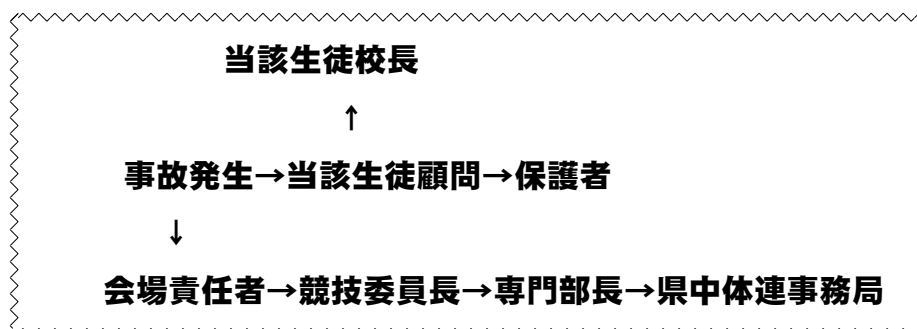 当該生徒校長
↑
事故発生→当該生徒顧問→保護者
↓
会場責任者→競技委員長→専門部長→県中体連事務局